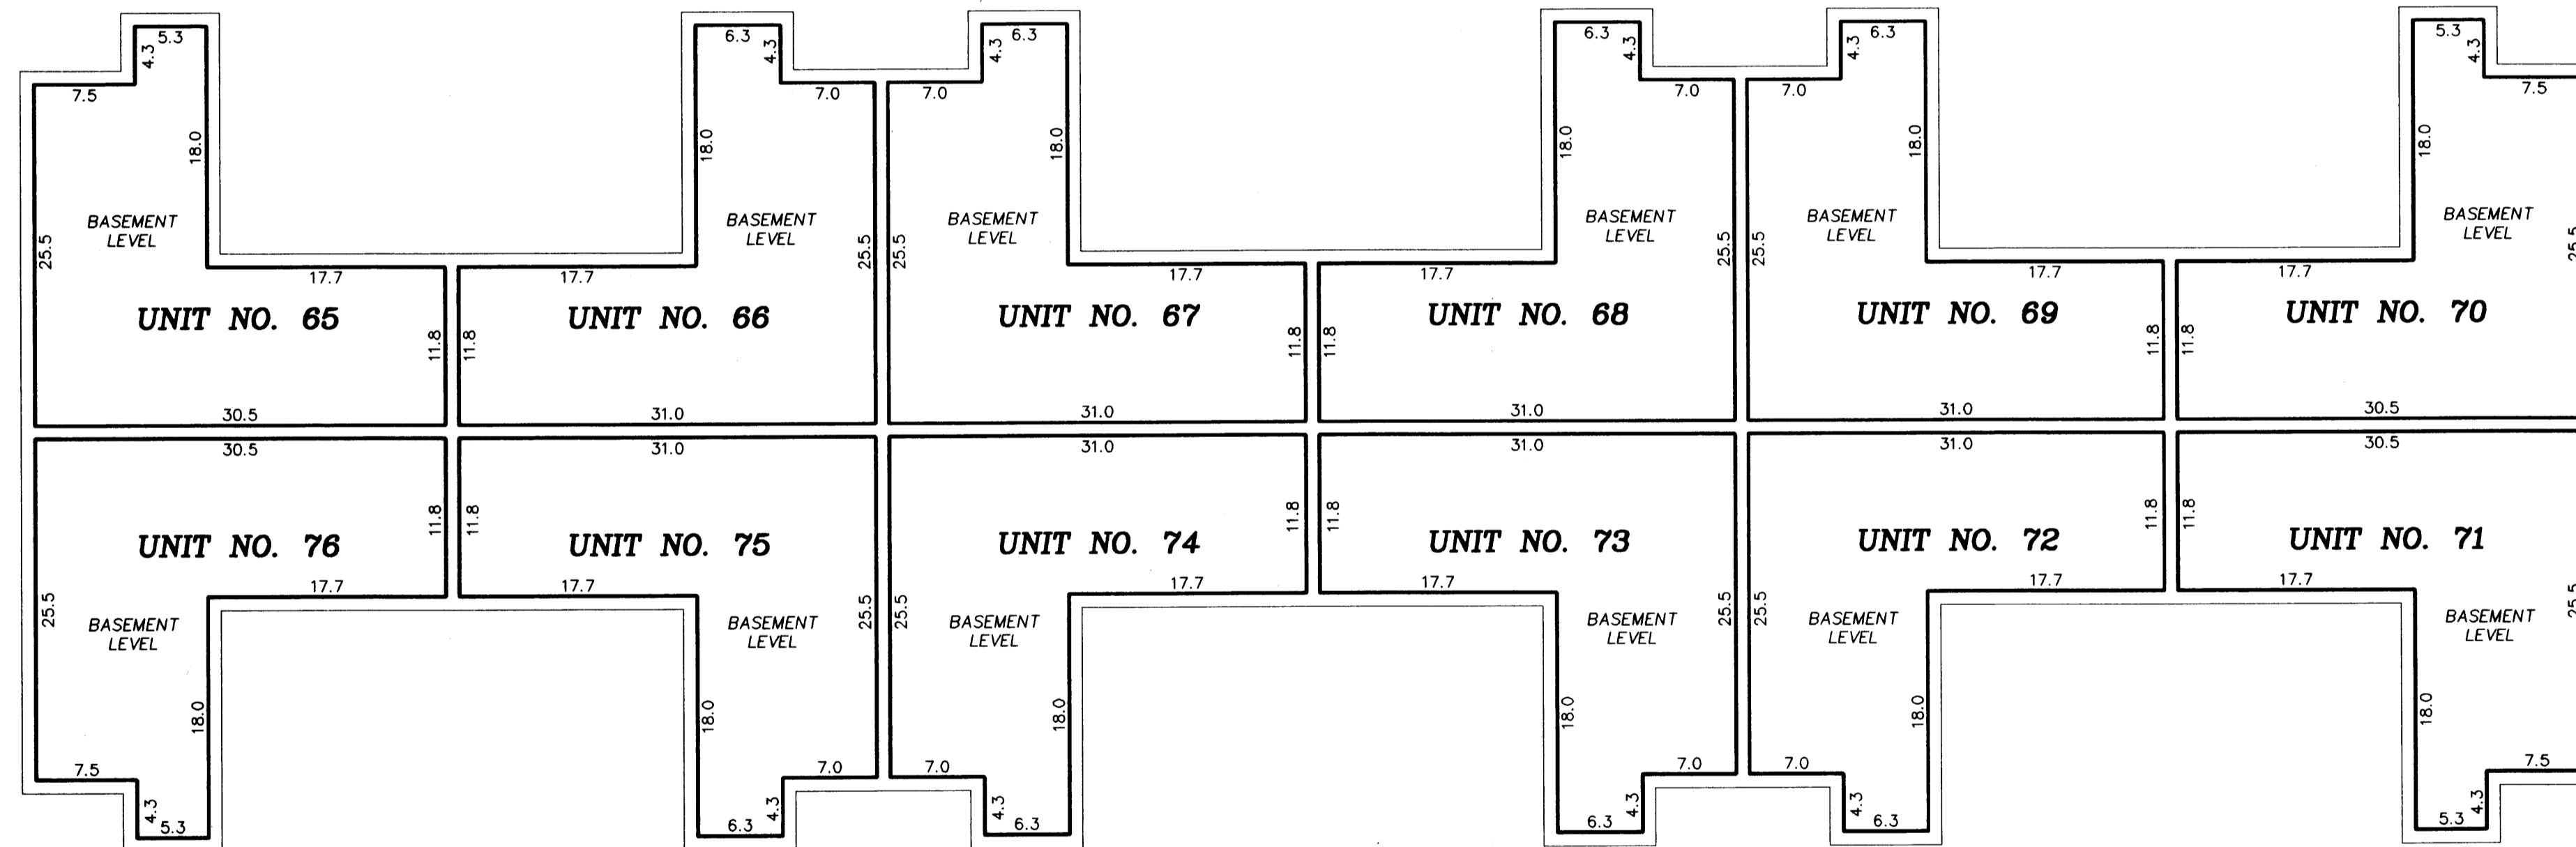 5.3
4.3
7.5
18.0
BASEMENT
LEVEL
25.5
17.7
UNIT NO. 65
11.8
30.5
6.3
4.3
7.0
18.0
BASEMENT
LEVEL
25.5
17.7
UNIT NO. 66
11.8
31.0
6.3
4.3
7.0
18.0
BASEMENT
LEVEL
25.5
17.7
UNIT NO. 67
11.8
31.0
6.3
4.3
7.0
18.0
BASEMENT
LEVEL
25.5
17.7
UNIT NO. 68
11.8
31.0
6.3
4.3
7.0
18.0
BASEMENT
LEVEL
25.5
17.7
UNIT NO. 69
11.8
31.0
5.3
4.3
7.5
18.0
BASEMENT
LEVEL
25.5
17.7
UNIT NO. 70
11.8
30.5
30.5
11.8
UNIT NO. 76
17.7
25.5
BASEMENT
LEVEL
18.0
7.5
4.3
5.3
31.0
11.8
UNIT NO. 75
17.7
25.5
BASEMENT
LEVEL
18.0
7.0
4.3
6.3
31.0
11.8
UNIT NO. 74
17.7
25.5
BASEMENT
LEVEL
18.0
7.0
4.3
6.3
31.0
11.8
UNIT NO. 73
17.7
25.5
BASEMENT
LEVEL
18.0
7.0
4.3
6.3
31.0
11.8
UNIT NO. 72
17.7
25.5
BASEMENT
LEVEL
18.0
7.0
4.3
6.3
30.5
11.8
UNIT NO. 71
17.7
25.5
BASEMENT
LEVEL
18.0
7.5
4.3
5.3